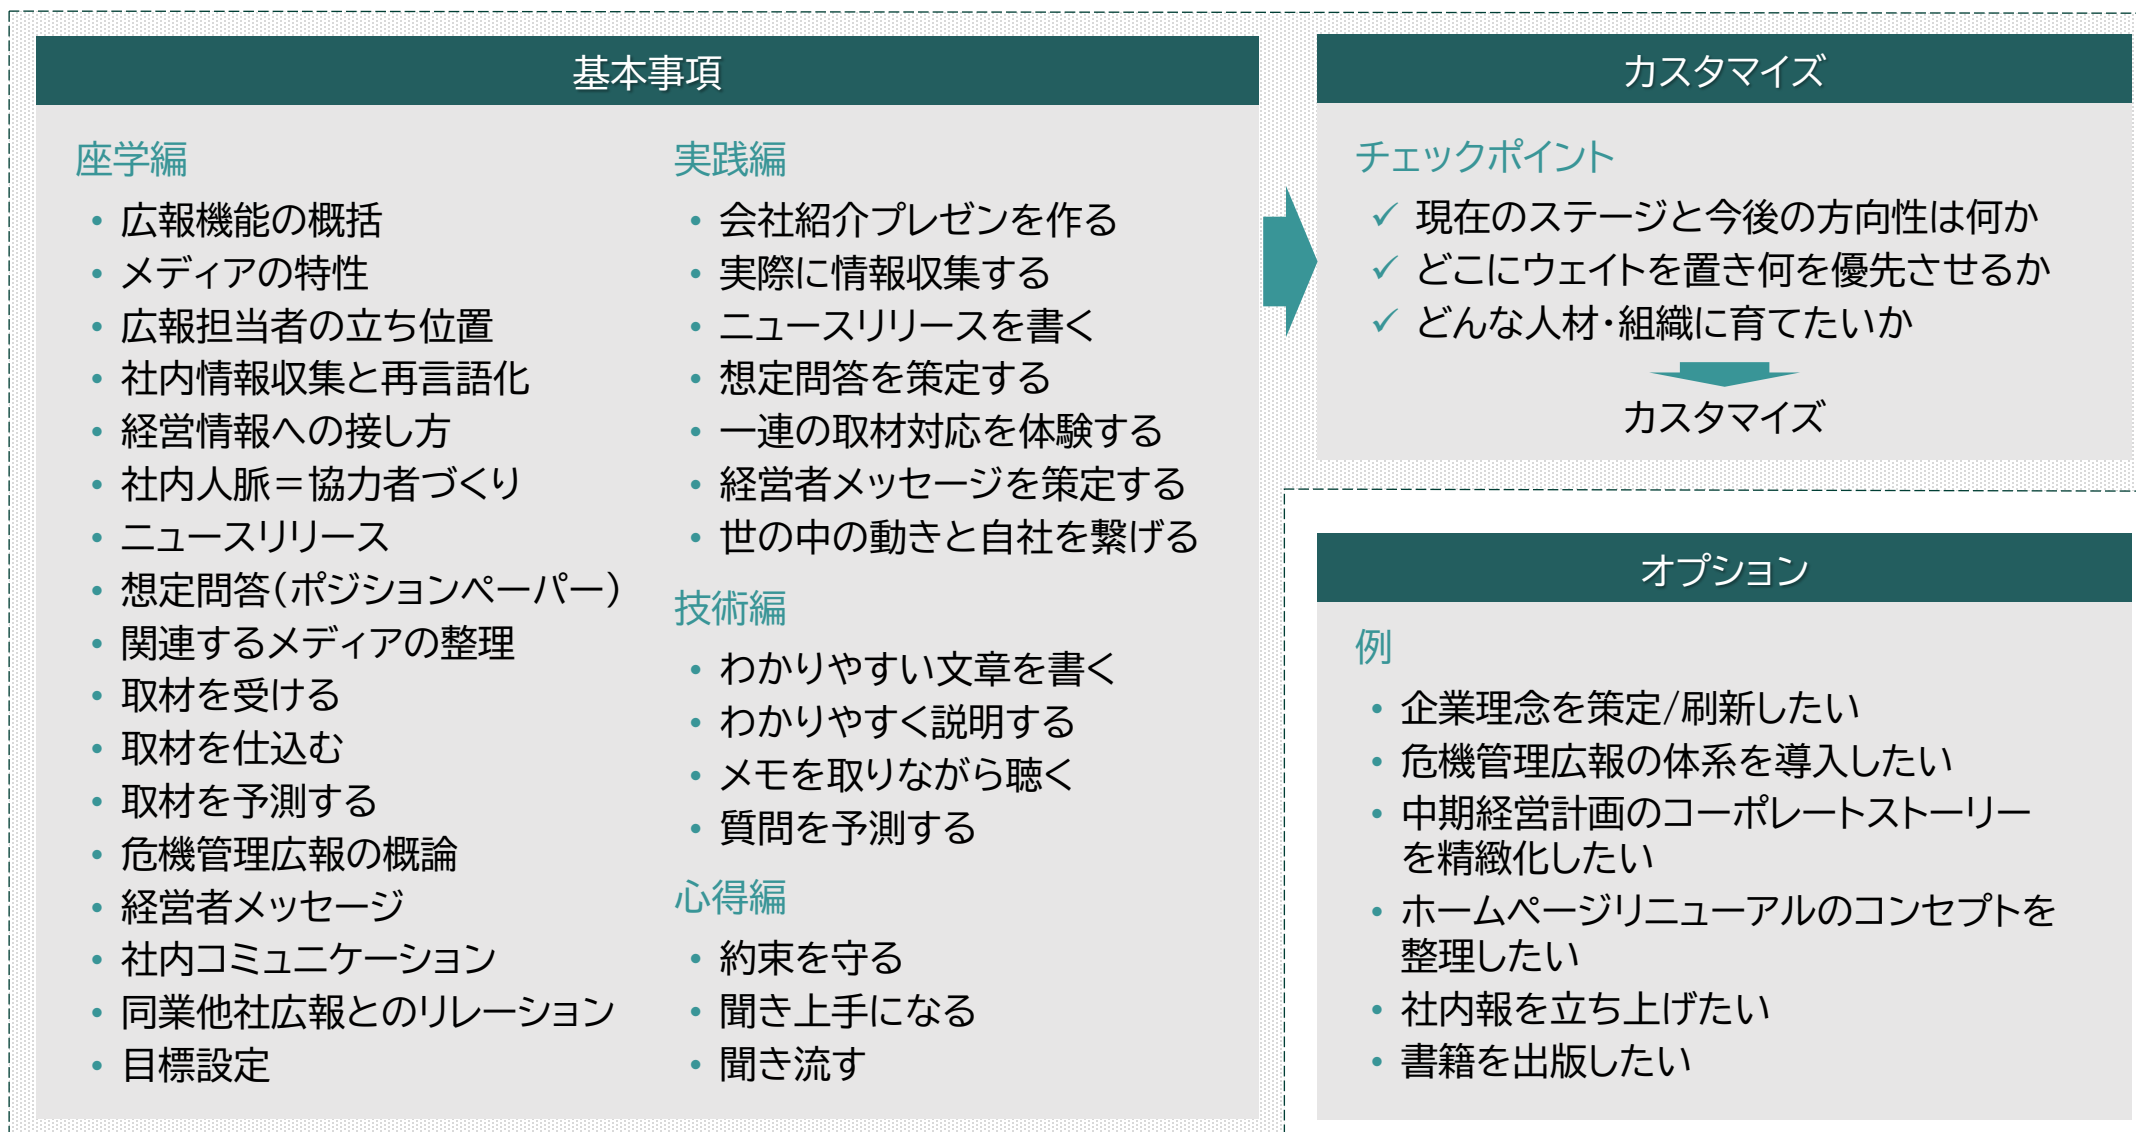 基本事項
座学編
• 広報機能の概括
• メディアの特性
• 広報担当者の立ち位置
• 社内情報収集と再言語化
• 経営情報への接し方
• 社内人脈＝協力者づくり
• ニュースリリース
• 想定問答(ポジションペーパー)
• 関連するメディアの整理
• 取材を受ける
• 取材を仕込む
• 取材を予測する
• 危機管理広報の概論
• 経営者メッセージ
• 社内コミュニケーション
• 同業他社広報とのリレーション
• 目標設定
実践編
• 会社紹介プレゼンを作る
• 実際に情報収集する
• ニュースリリースを書く
• 想定問答を策定する
• 一連の取材対応を体験する
• 経営者メッセージを策定する
• 世の中の動きと自社を繋げる
技術編
• わかりやすい文章を書く
• わかりやすく説明する
• メモを取りながら聴く
• 質問を予測する
心得編
• 約束を守る
• 聞き上手になる
• 聞き流す
カスタマイズ
チェックポイント
✓ 現在のステージと今後の方向性は何か
✓ どこにウェイトを置き何を優先させるか
✓ どんな人材・組織に育てたいか
カスタマイズ
オプション
例
• 企業理念を策定/刷新したい
• 危機管理広報の体系を導入したい
• 中期経営計画のコーポレートストーリー
を精緻化したい
• ホームページリニューアルのコンセプトを
整理したい
• 社内報を立ち上げたい
• 書籍を出版したい